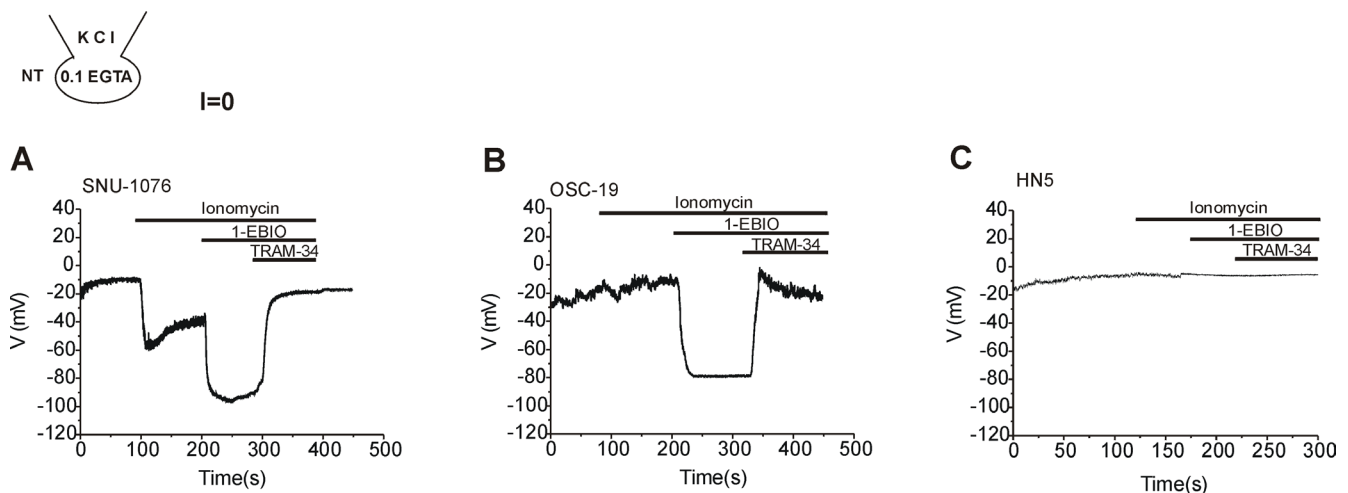 K C I
NT 0.1 EGTA
I=0
A
SNU-1076
Ionomycin
1-EBIO
TRAM-34
40
20
0
-20
-40
-60
-80
-100
-120
V (mV)
0 100 200 300 400 500
Time(s)
B
OSC-19
Ionomycin
1-EBIO
TRAM-34
40
20
0
-20
-40
-60
-80
-100
-120
V (mV)
0 100 200 300 400 500
Time(s)
C
HN5
Ionomycin
1-EBIO
TRAM-34
40
20
0
-20
-40
-60
-80
-100
-120
V (mV)
0 50 100 150 200 250 300
Time(s)